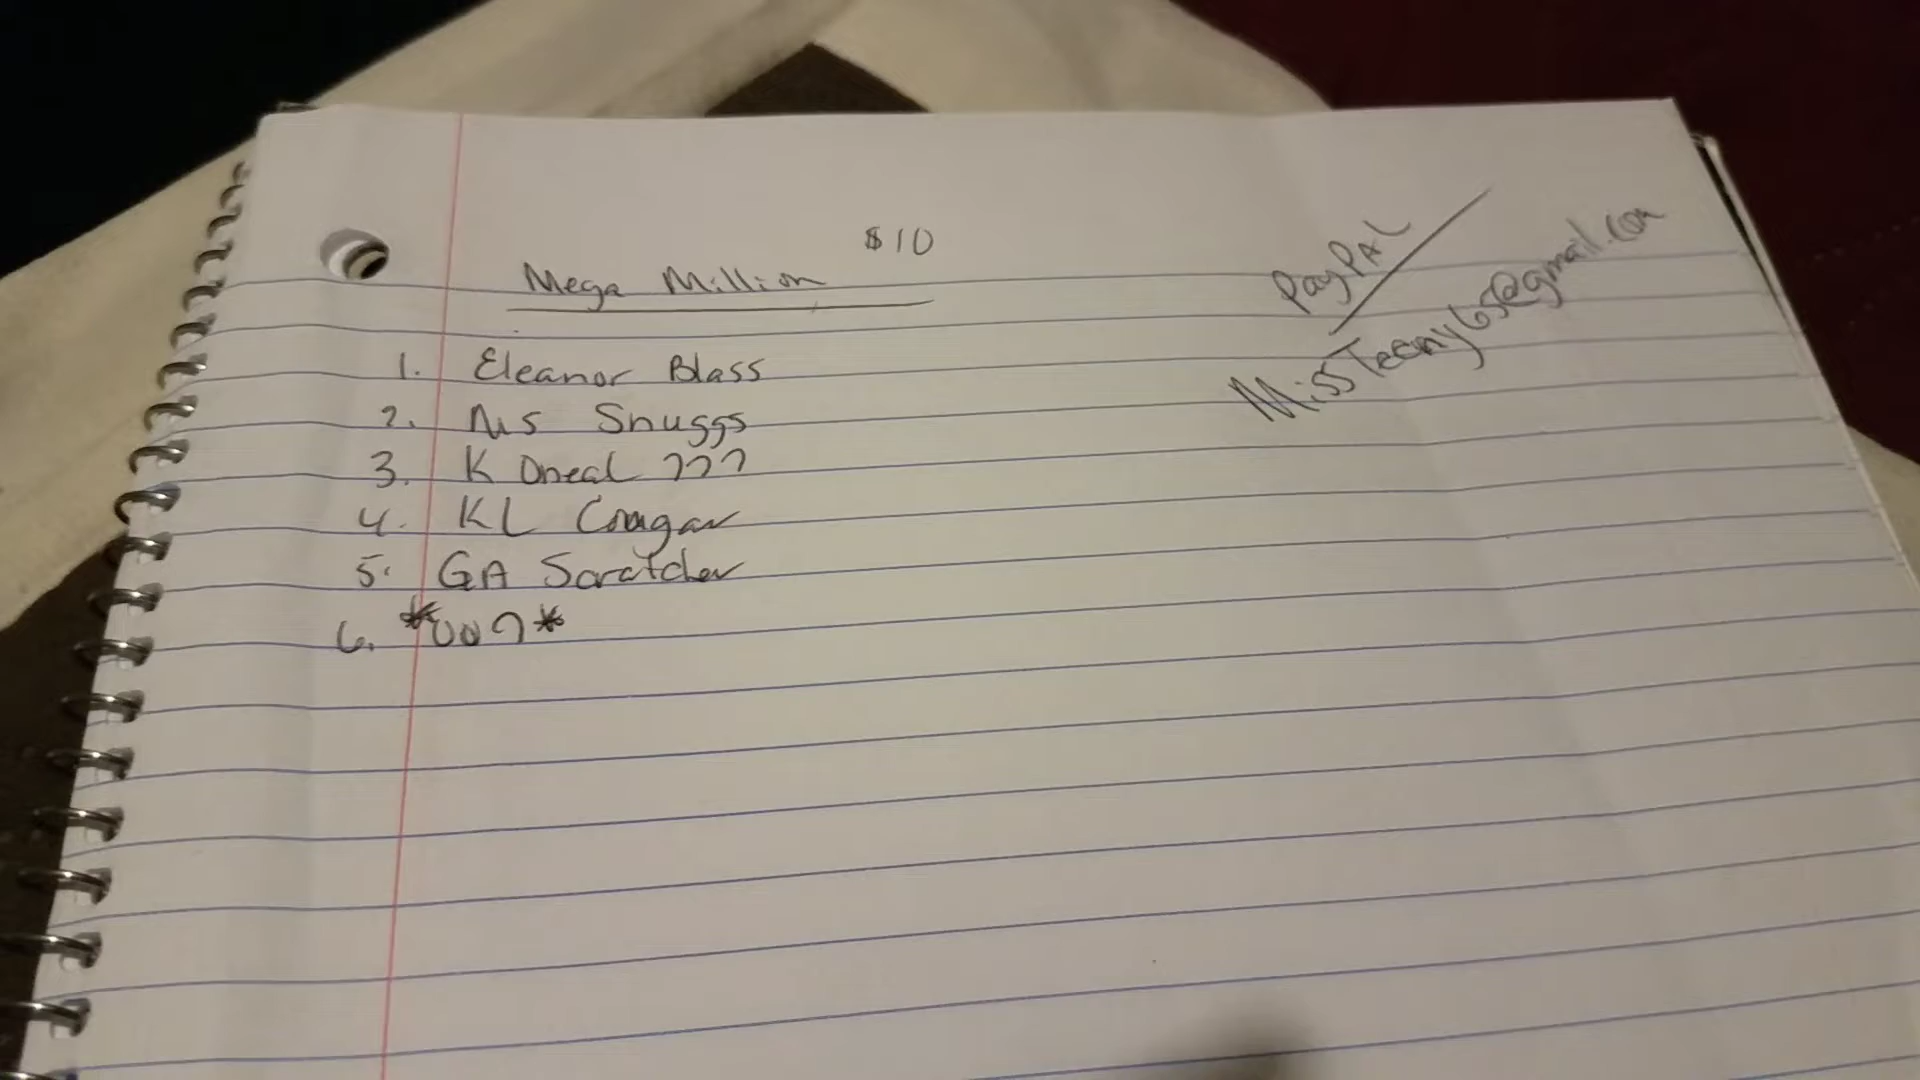 $10
Mega Million
1. Eleanor Blass
2. Ms Snuggs
3. K Oneal 777
4. KL Cougar
5. GA Scratcher
6. *007*
PayPAL
MissTeeny65@gmail.com